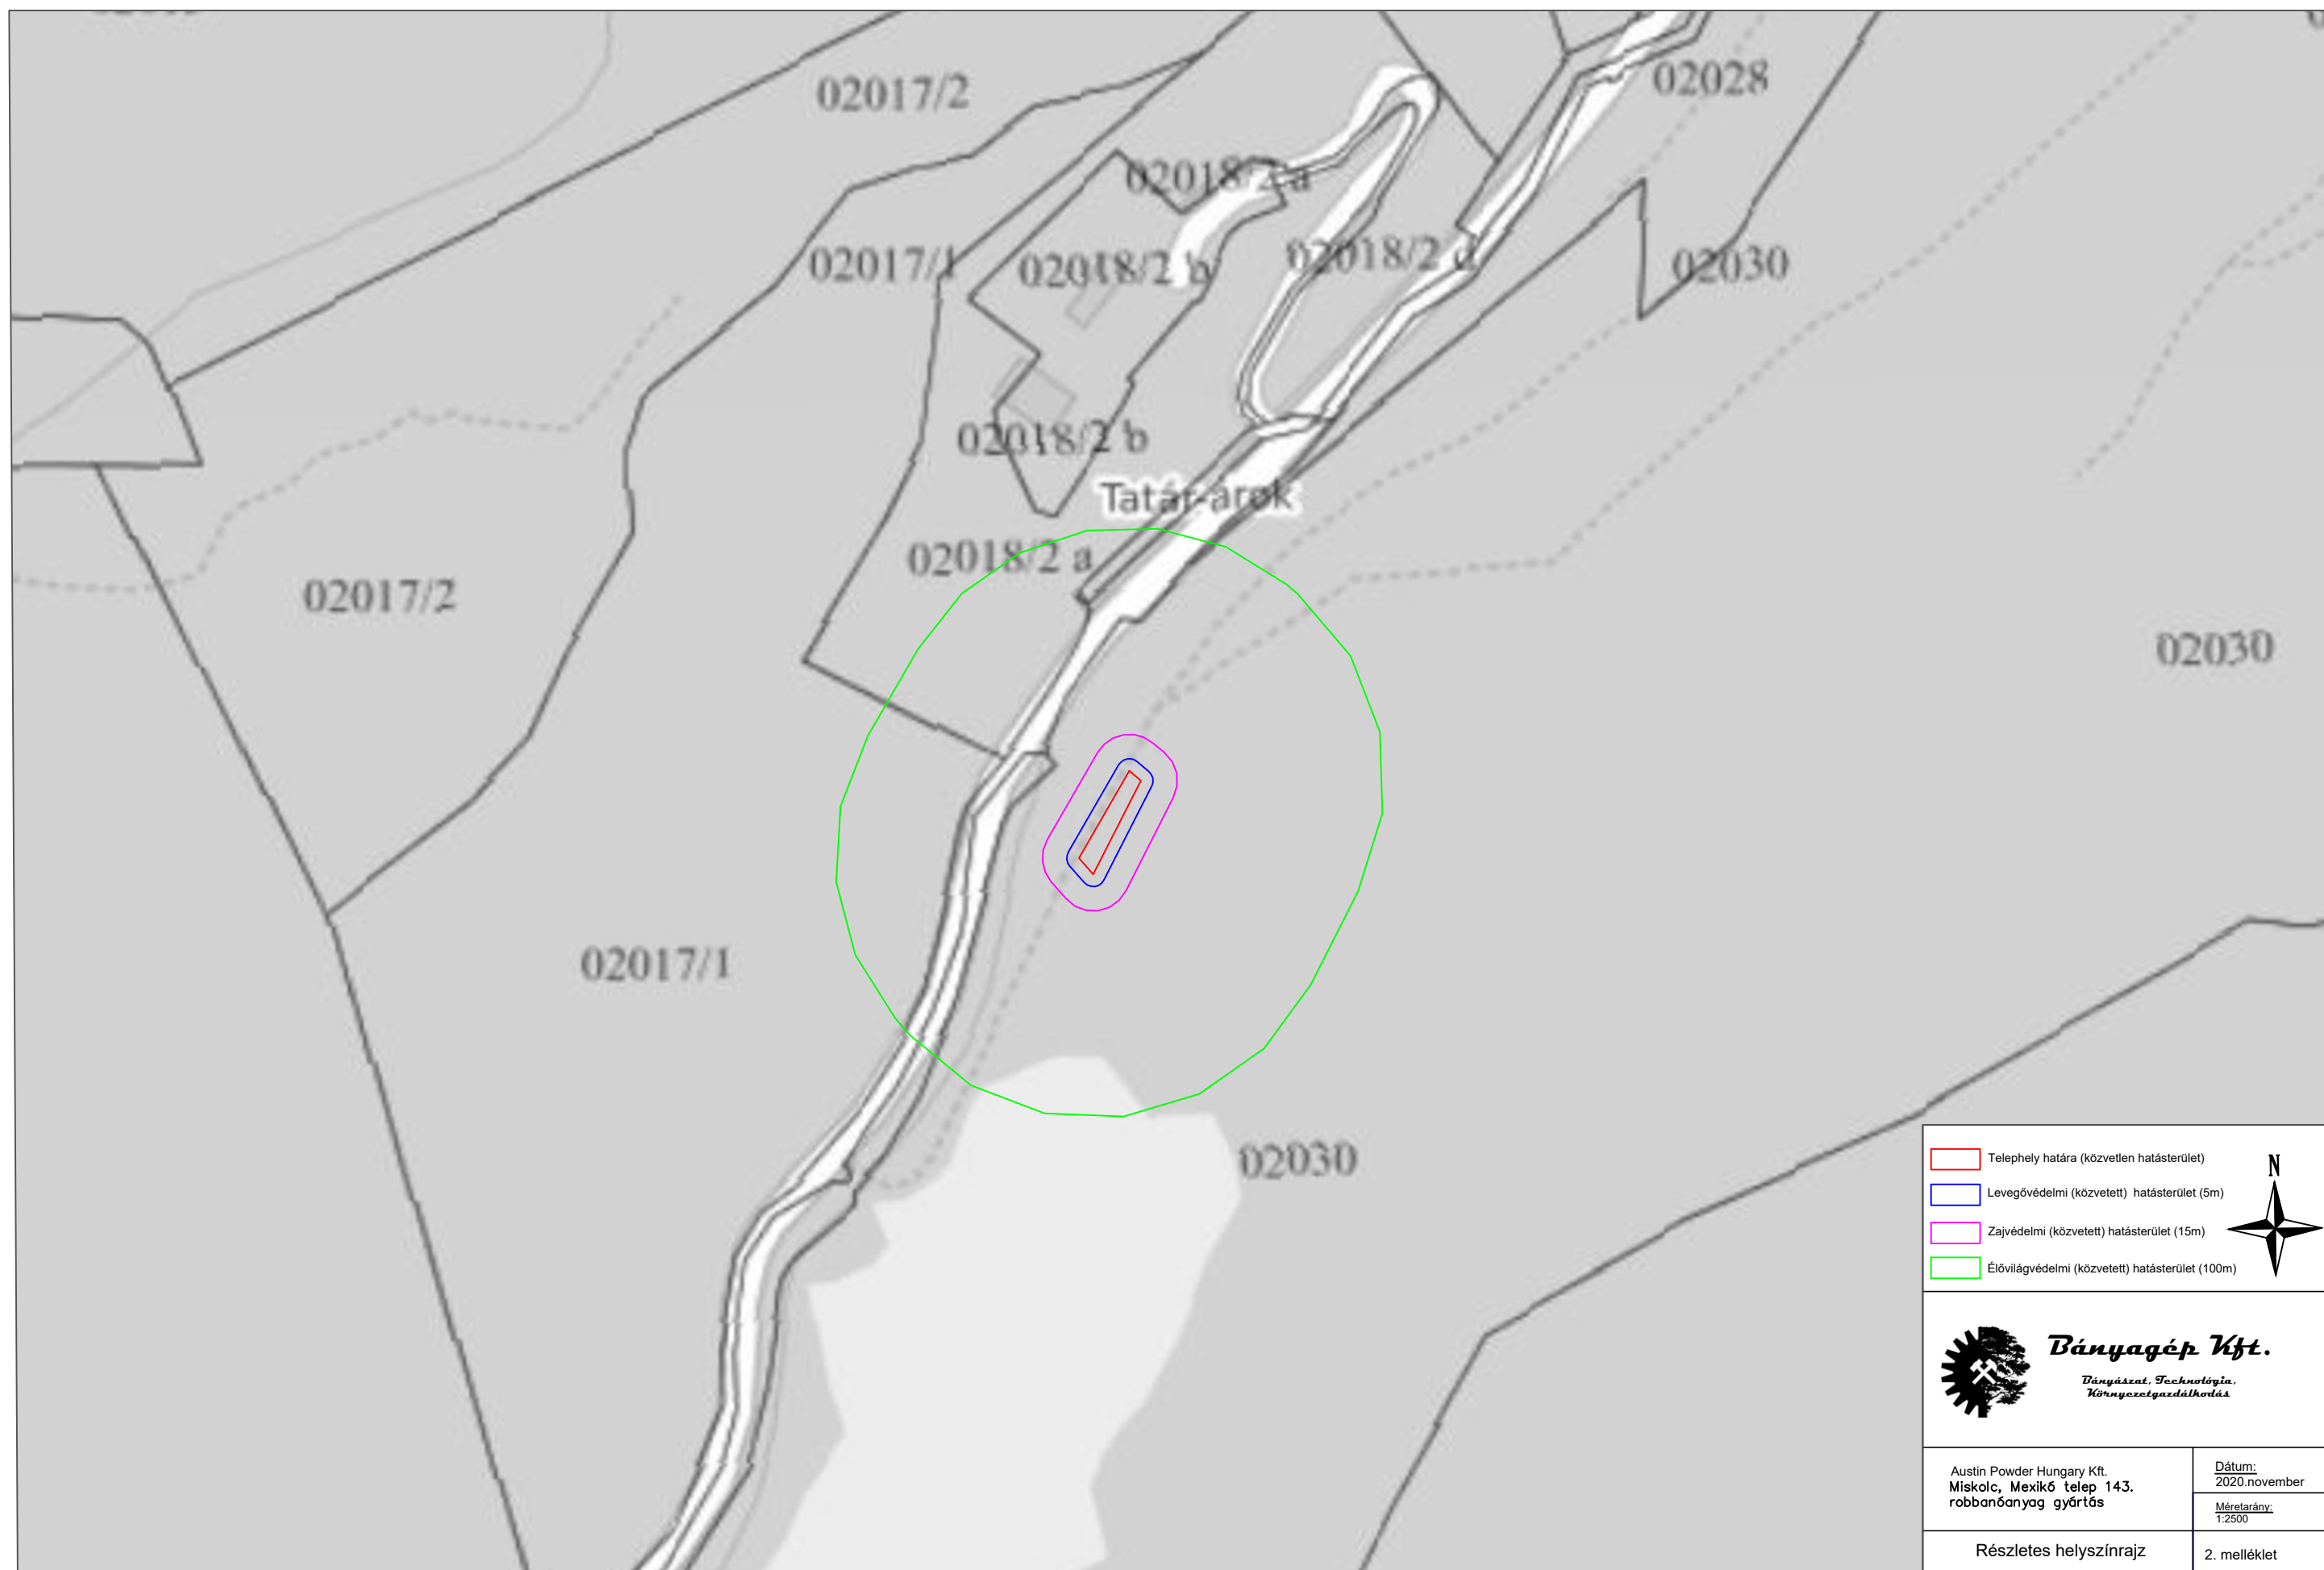 02017/2
02028
02018/2 a
02017/1
02018/2 b
02018/2 d
02030
02018/2 b
Tatár-árok
02018/2 a
02017/2
02030
02017/1
02030
Telephely határa (közvetlen hatásterület)
N
Levegővédelmi (közvetett) hatásterület (5m)
Zajvédelmi (közvetett) hatásterület (15m)
Élővilágvédelmi (közvetett) hatásterület (100m)
Bányagép Kft.
Bányászat, Technológia,
Környezetgazdálkodás
Austin Powder Hungary Kft.
Miskolc, Mexikó telep 143.
robbanóanyag gyártás
Dátum:
2020.november
Méretarány:
1:2500
Részletes helyszínrajz
2. melléklet